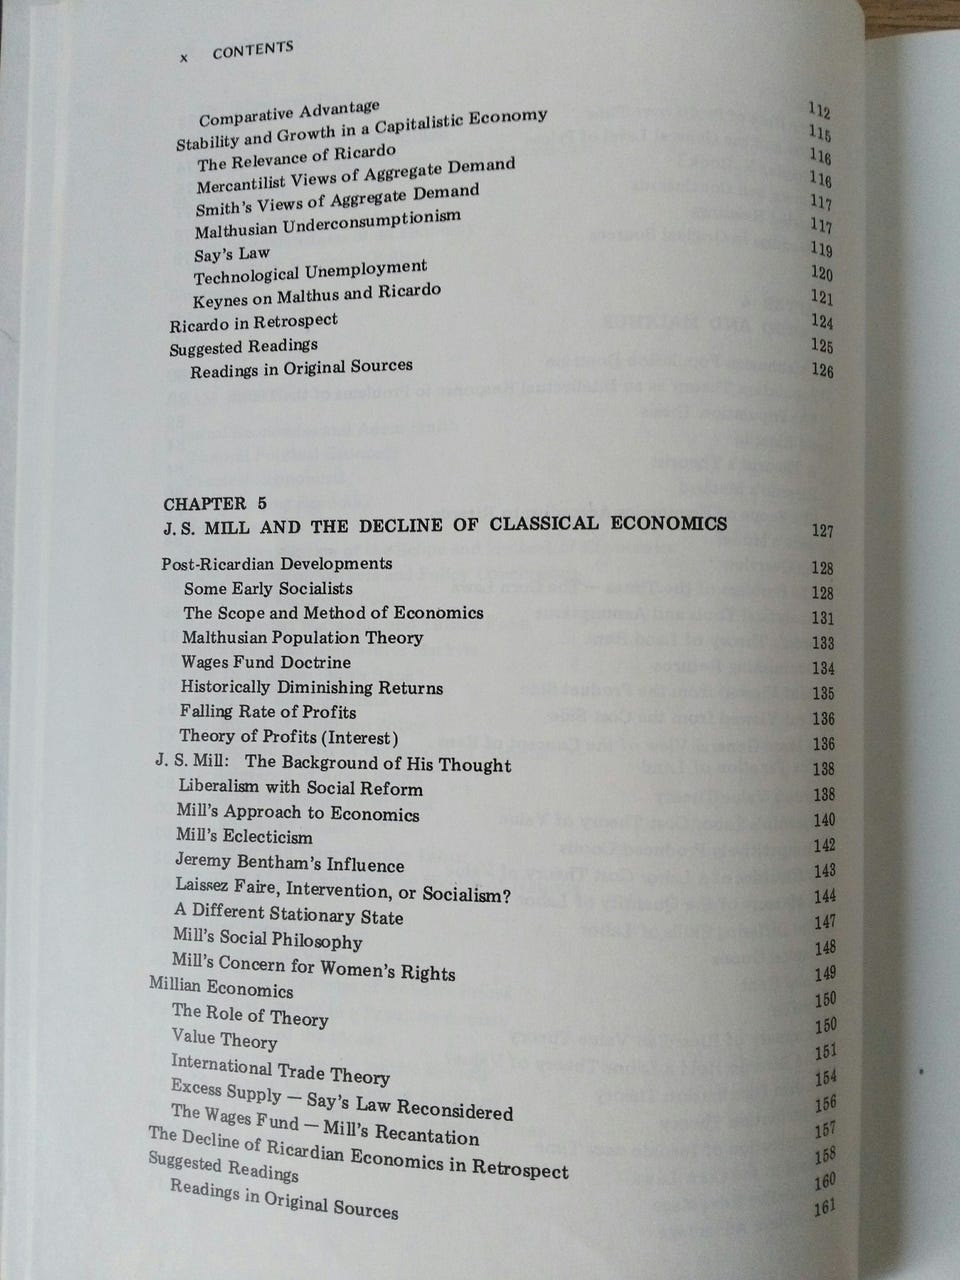 x CONTENTS
Comparative Advantage 112
Stability and Growth in a Capitalistic Economy 115
The Relevance of Ricardo 116
Mercantilist Views of Aggregate Demand 116
Smith's Views of Aggregate Demand 117
Malthusian Underconsumptionism 117
Say's Law 119
Technological Unemployment 120
Keynes on Malthus and Ricardo 121
Ricardo in Retrospect 124
Suggested Readings 125
Readings in Original Sources 126
CHAPTER 5
J. S. MILL AND THE DECLINE OF CLASSICAL ECONOMICS 127
Post-Ricardian Developments 128
Some Early Socialists 128
The Scope and Method of Economics 131
Malthusian Population Theory 133
Wages Fund Doctrine 134
Historically Diminishing Returns 135
Falling Rate of Profits 136
Theory of Profits (Interest) 136
J. S. Mill: The Background of His Thought 138
Liberalism with Social Reform 138
Mill's Approach to Economics 140
Mill's Eclecticism 142
Jeremy Bentham's Influence 143
Laissez Faire, Intervention, or Socialism? 144
A Different Stationary State 147
Mill's Social Philosophy 148
Mill's Concern for Women's Rights 149
Millian Economics 150
The Role of Theory 150
Value Theory 151
International Trade Theory 154
Excess Supply — Say's Law Reconsidered 156
The Wages Fund — Mill's Recantation 157
The Decline of Ricardian Economics in Retrospect 158
Suggested Readings 160
Readings in Original Sources 161